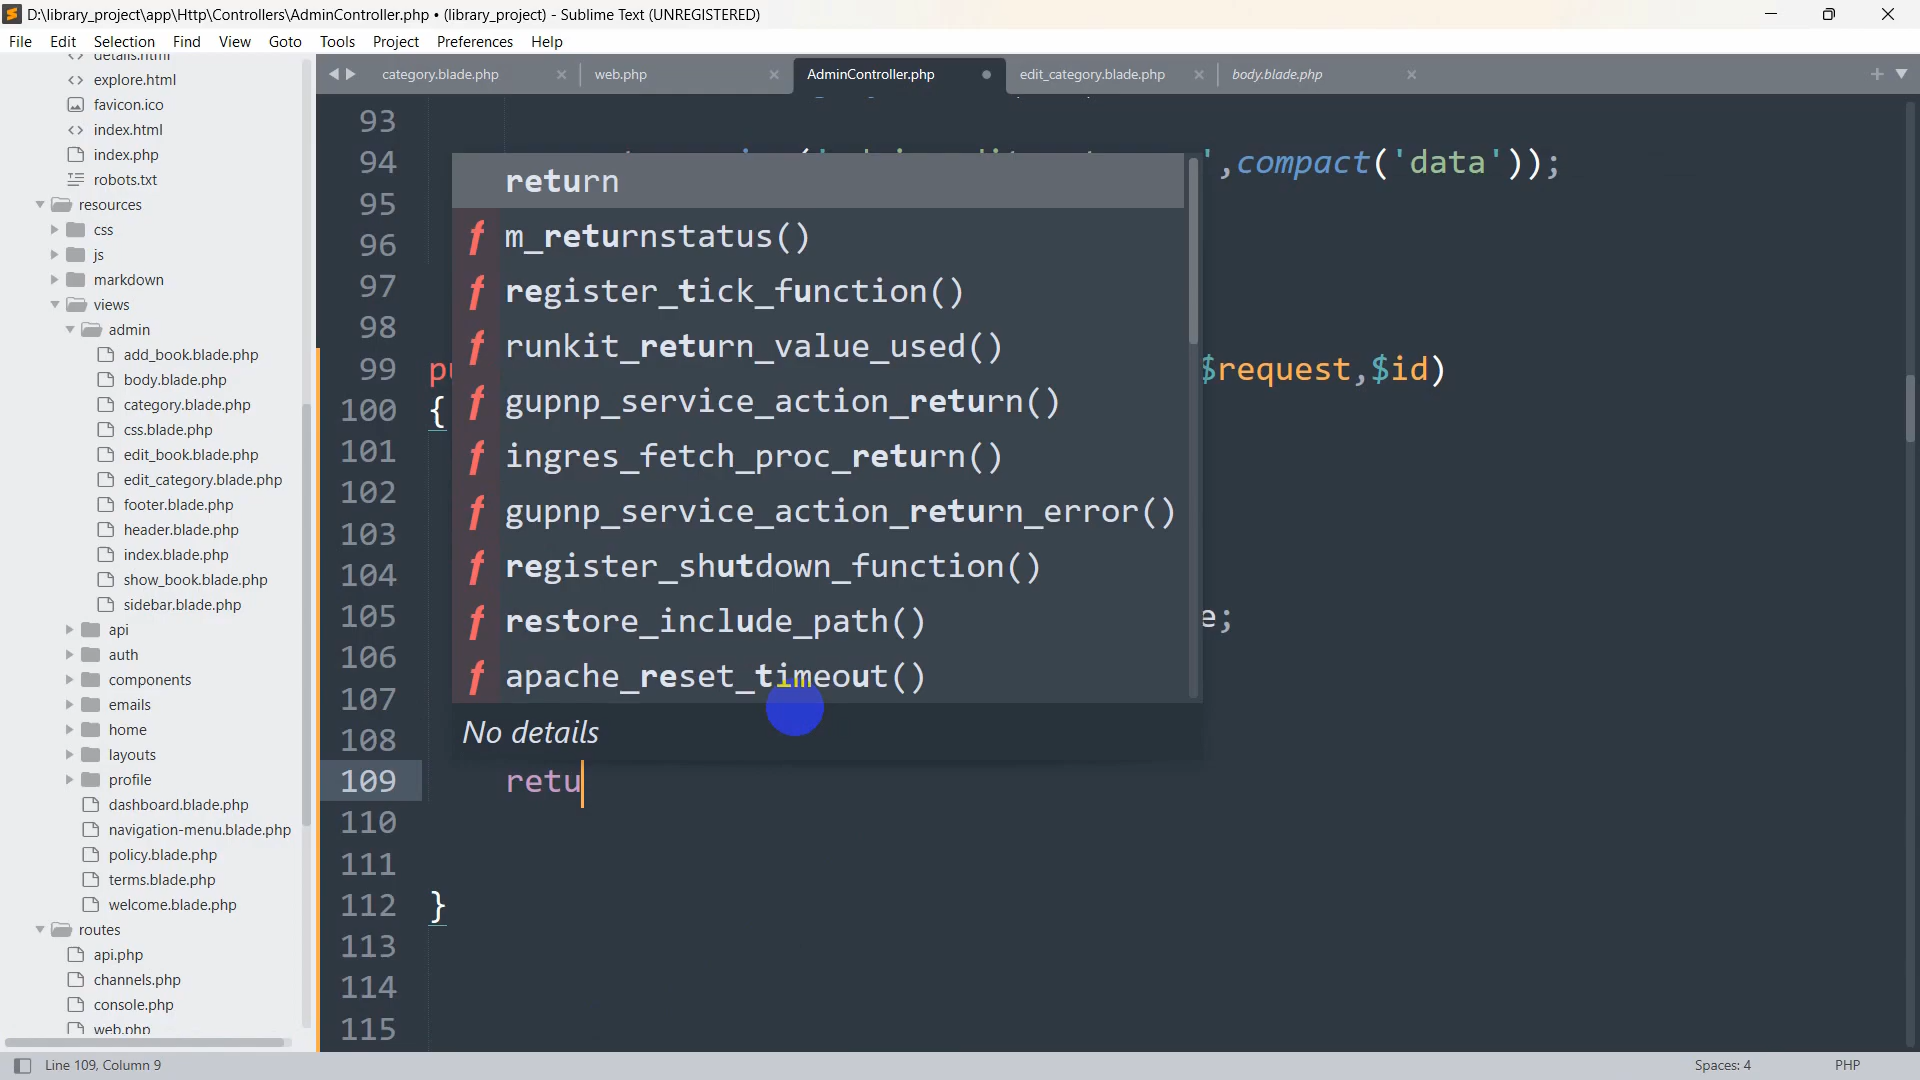 D:\library_project\app\Http\Controllers\AdminController.php • (library_project) - Sublime Text (UNREGISTERED)
File Edit Selection Find View Goto Tools Project Preferences Help
category.blade.php
web.php
AdminController.php
edit_category.blade.php
body.blade.php
details.html
explore.html
favicon.ico
index.html
index.php
robots.txt
resources
css
js
markdown
views
admin
add_book.blade.php
body.blade.php
category.blade.php
css.blade.php
edit_book.blade.php
edit_category.blade.php
footer.blade.php
header.blade.php
index.blade.php
show_book.blade.php
sidebar.blade.php
api
auth
components
emails
home
layouts
profile
dashboard.blade.php
navigation-menu.blade.php
policy.blade.php
terms.blade.php
welcome.blade.php
routes
api.php
channels.php
console.php
web.php
93
94 ',compact('data'));
95
96
97
98
99 pu $request,$id)
100 {
101
102
103
104
105 e;
106
107
108
109 retu
110
111
112 }
113
114
115
return
m_returnstatus()
register_tick_function()
runkit_return_value_used()
gupnp_service_action_return()
ingres_fetch_proc_return()
gupnp_service_action_return_error()
register_shutdown_function()
restore_include_path()
apache_reset_timeout()
No details
Line 109, Column 9
Spaces: 4
PHP